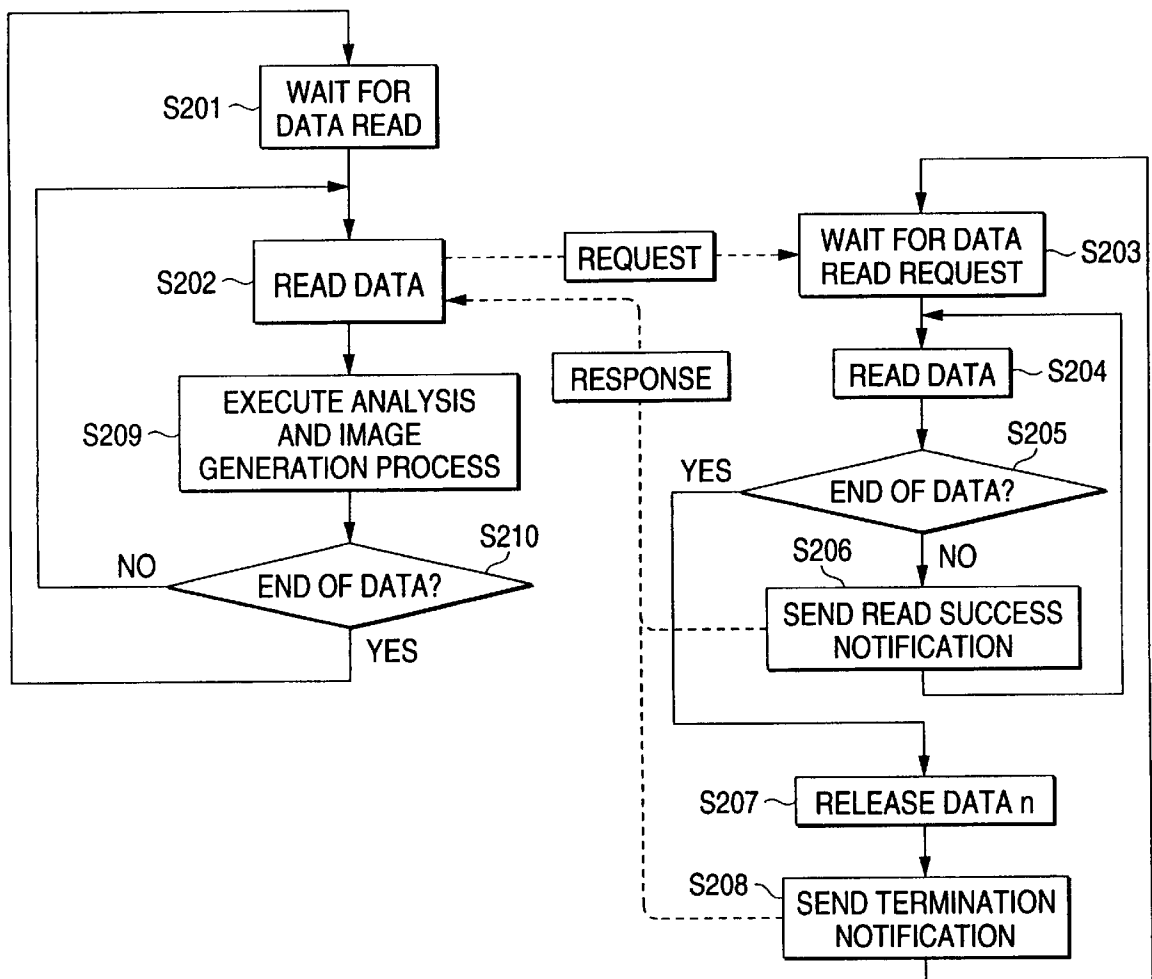 S201
WAIT FOR
DATA READ
S202
READ DATA
REQUEST
RESPONSE
S209
EXECUTE ANALYSIS
AND IMAGE
GENERATION PROCESS
S210
END OF DATA?
NO
YES
WAIT FOR DATA
READ REQUEST
S203
READ DATA
S204
S205
END OF DATA?
YES
NO
S206
SEND READ SUCCESS
NOTIFICATION
S207
RELEASE DATA n
S208
SEND TERMINATION
NOTIFICATION